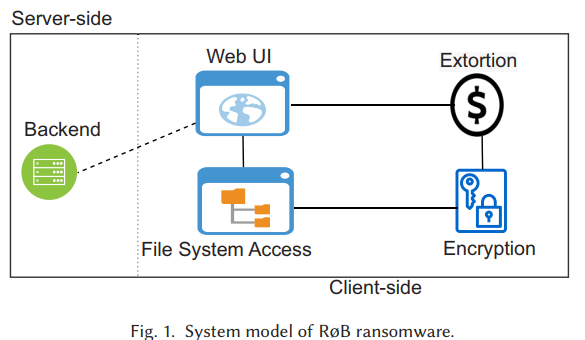 Server-side
Web UI
Extortion
$
Backend
File System Access
Encryption
Client-side
Fig. 1. System model of RøB ransomware.